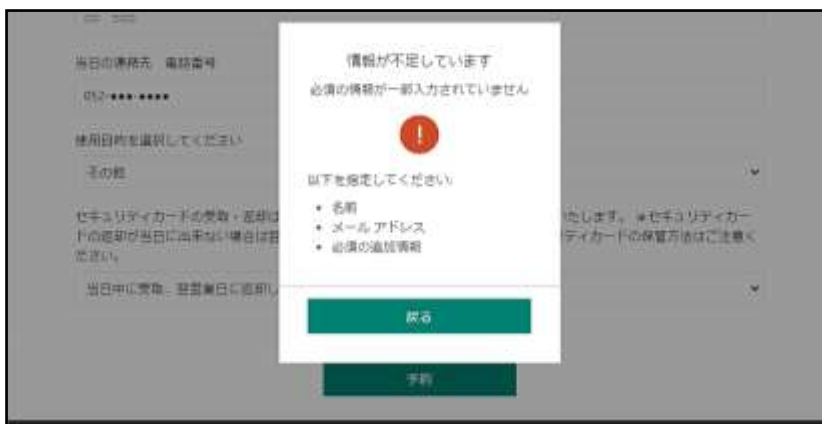 当日の連絡先 電話番号
052-●●●-●●●●
使用目的を選択してください
その他
セキュリティカードの受取・返却は
いたします。 ※セキュリティカー
ドの返却が当日に出来ない場合は翌
リティカードの保管方法はご注意く
ださい。
当日中に受取、翌営業日に返却し
予約
情報が不足しています
必須の情報が一部入力されていません
以下を指定してください:
• 名前
• メール アドレス
• 必須の追加情報
戻る